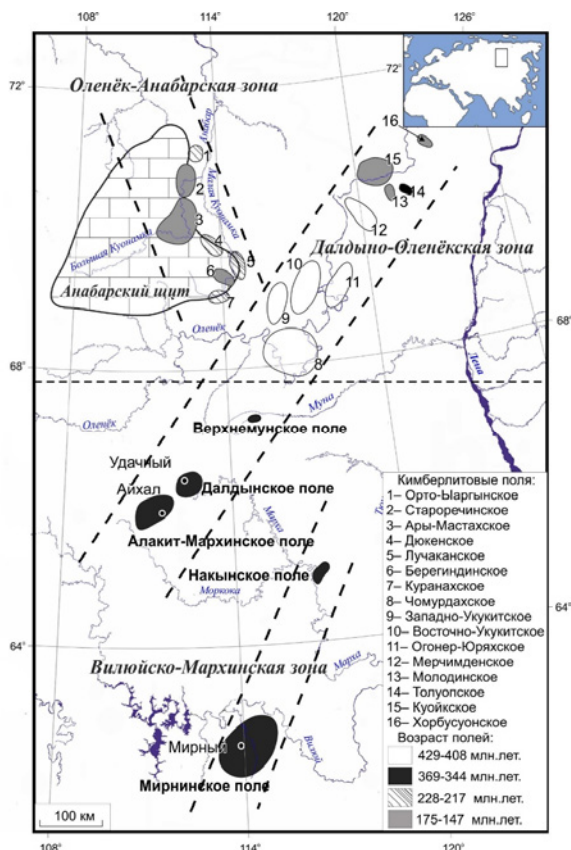 108° 114° 120° 126°
72°
Оленёк-Анабарская зона
Анабар
72°
16
1
15
2
Малая Куонамка
14
13
3
12
Большая Куонамка
4
Далдыно-Оленёкская зона
5
10
6
11
Анабарский щит
7
9
Оленёк
8
68°
68°
Лена
Муна
Оленёк
Верхнемунское поле
Удачный
Айхал
Далдынское поле
Мархa
Алакит-Мархинское поле
Накынское поле
Моркока
64°
64°
Вилюйско-Мархинская зона
Марха
Мирный
Вилюй
Мирнинское поле
100 км
108° 114° 120°
Кимберлитовые поля:
1– Орто-Ыаргынское
2– Староречинское
3– Ары-Мастахское
4– Дюкенское
5– Лучаканское
6– Берегиндинское
7– Куранахское
8– Чомурдахское
9– Западно-Укукитское
10– Восточно-Укукитское
11– Огонер-Юряхское
12– Мерчимденское
13– Молодинское
14– Толуопское
15– Куойкское
16– Хорбусуонское
Возраст полей:
429-408 млн.лет.
369-344 млн.лет.
228-217 млн.лет.
175-147 млн.лет.